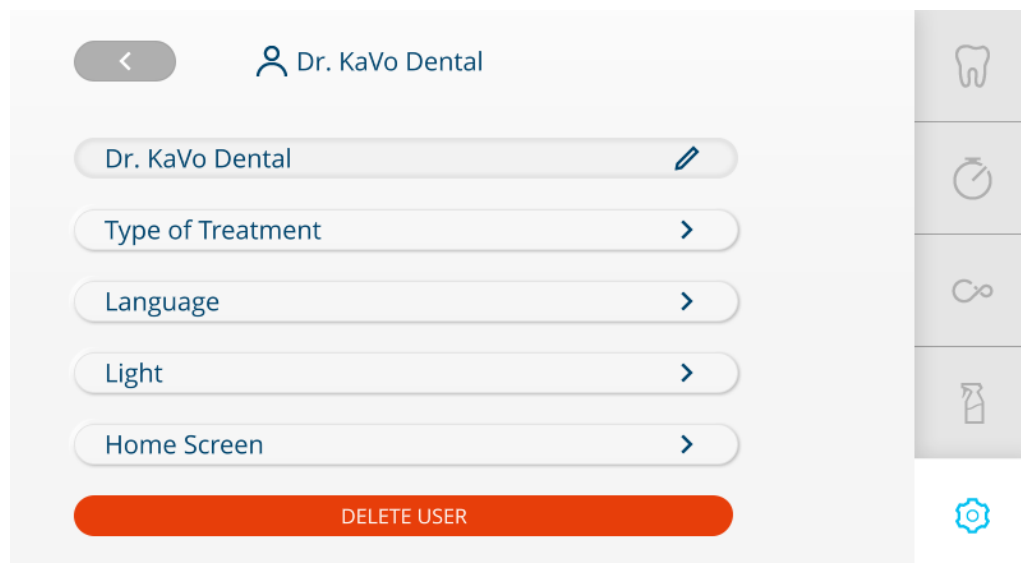 Dr. KaVo Dental
Dr. KaVo Dental
Type of Treatment
Language
Light
Home Screen
DELETE USER